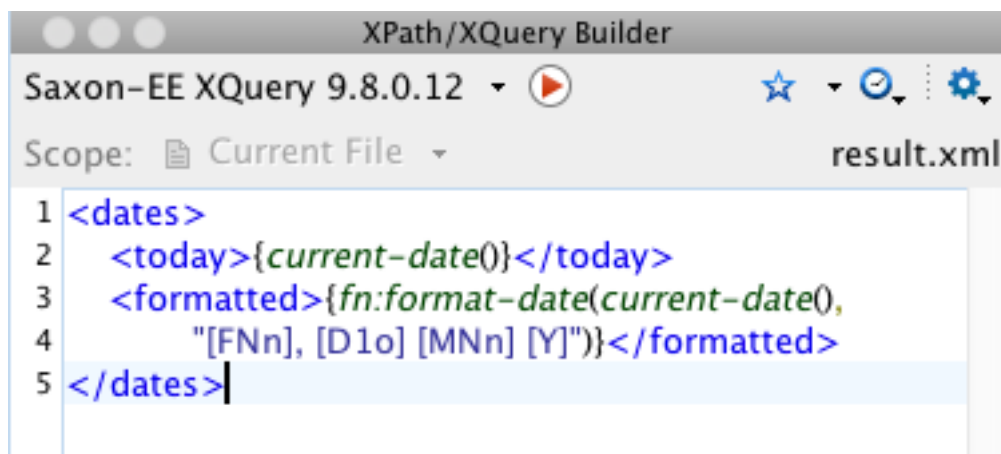 XPath/XQuery Builder
Saxon-EE XQuery 9.8.0.12
Scope: Current File result.xml
1 <dates>
2 <today>{current-date()}</today>
3 <formatted>{fn:format-date(current-date(),
4 "[FNn], [D1o] [MNn] [Y]")}</formatted>
5 </dates>